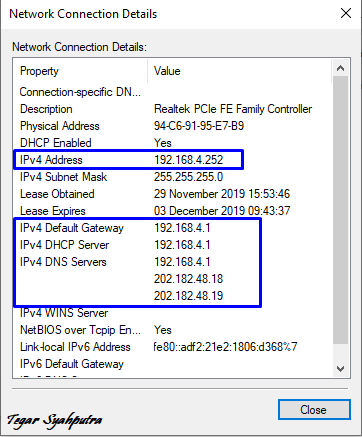 Network Connection Details
Network Connection Details:
Property Value
Connection-specific DN...
Description Realtek PCIe FE Family Controller
Physical Address 94-C6-91-95-E7-B9
DHCP Enabled Yes
IPv4 Address 192.168.4.252
IPv4 Subnet Mask 255.255.255.0
Lease Obtained 29 November 2019 15:53:46
Lease Expires 03 December 2019 09:43:37
IPv4 Default Gateway 192.168.4.1
IPv4 DHCP Server 192.168.4.1
IPv4 DNS Servers 192.168.4.1
202.182.48.18
202.182.48.19
IPv4 WINS Server
NetBIOS over Tcpip En... Yes
Link-local IPv6 Address fe80::adf2:21e2:1806:d368%7
IPv6 Default Gateway
Close
Tegar Syahputra